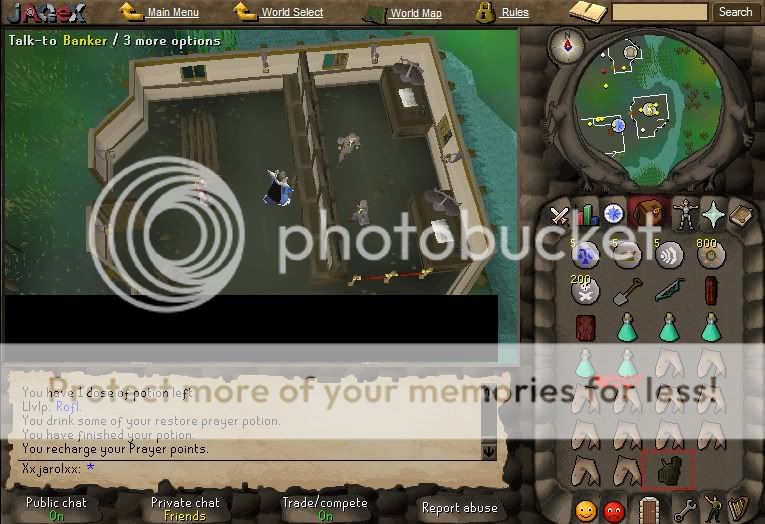 JAGEX
Main Menu
World Select
World Map
Rules
Search
Talk-to Banker / 3 more options
photobucket
5 5 5 800
200
Protect more of your memories for less!
You have 1 dose of potion left.
Llvlp: Rofl.
You drink some of your restore prayer potion.
You have finished your potion.
You recharge your Prayer points.
Xxjarolxx: *
Public chat
On
Private chat
Friends
Trade/compete
On
Report abuse